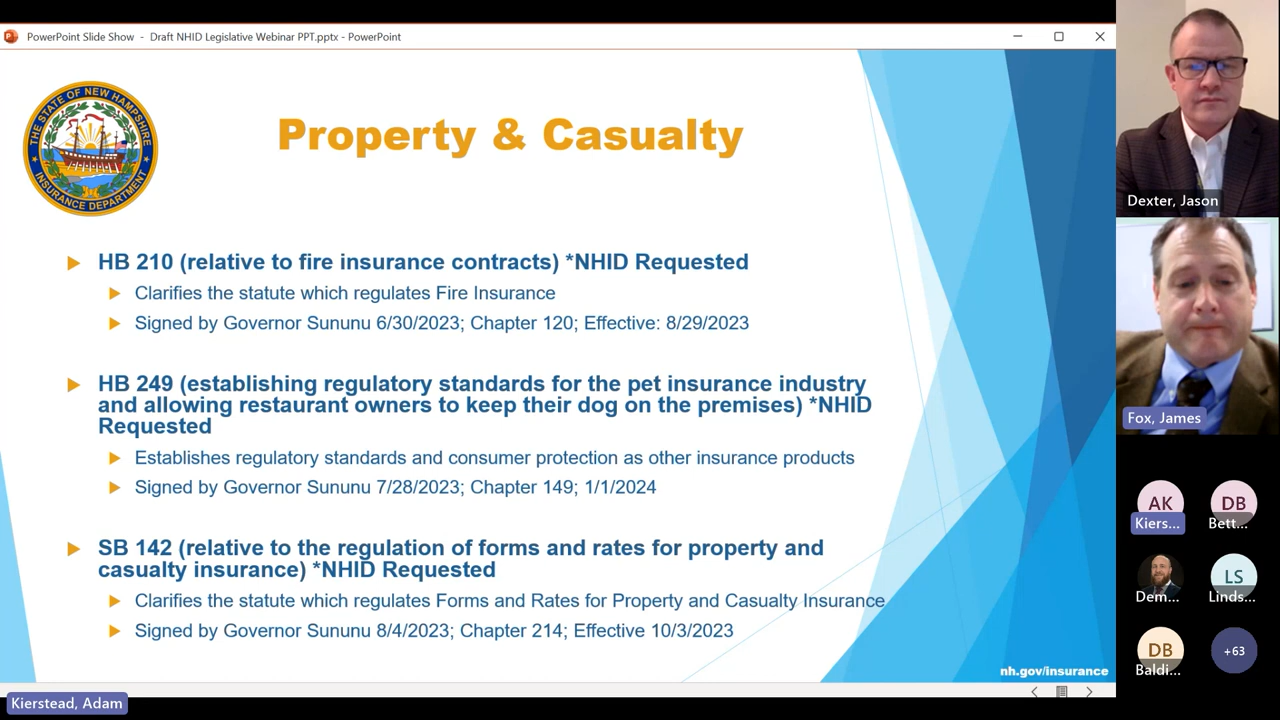 PowerPoint Slide Show - Draft NHID Legislative Webinar PPT.pptx - PowerPoint
THE STATE OF NEW HAMPSHIRE
INSURANCE DEPARTMENT
Property & Casualty
HB 210 (relative to fire insurance contracts) *NHID Requested
Clarifies the statute which regulates Fire Insurance
Signed by Governor Sununu 6/30/2023; Chapter 120; Effective: 8/29/2023
HB 249 (establishing regulatory standards for the pet insurance industry
and allowing restaurant owners to keep their dog on the premises) *NHID
Requested
Establishes regulatory standards and consumer protection as other insurance products
Signed by Governor Sununu 7/28/2023; Chapter 149; 1/1/2024
SB 142 (relative to the regulation of forms and rates for property and
casualty insurance) *NHID Requested
Clarifies the statute which regulates Forms and Rates for Property and Casualty Insurance
Signed by Governor Sununu 8/4/2023; Chapter 214; Effective 10/3/2023
nh.gov/insurance
Kierstead, Adam
Dexter, Jason
Fox, James
AK
DB
Kiers...
Bett...
LS
Dem...
Linds...
DB
+63
Baldi...